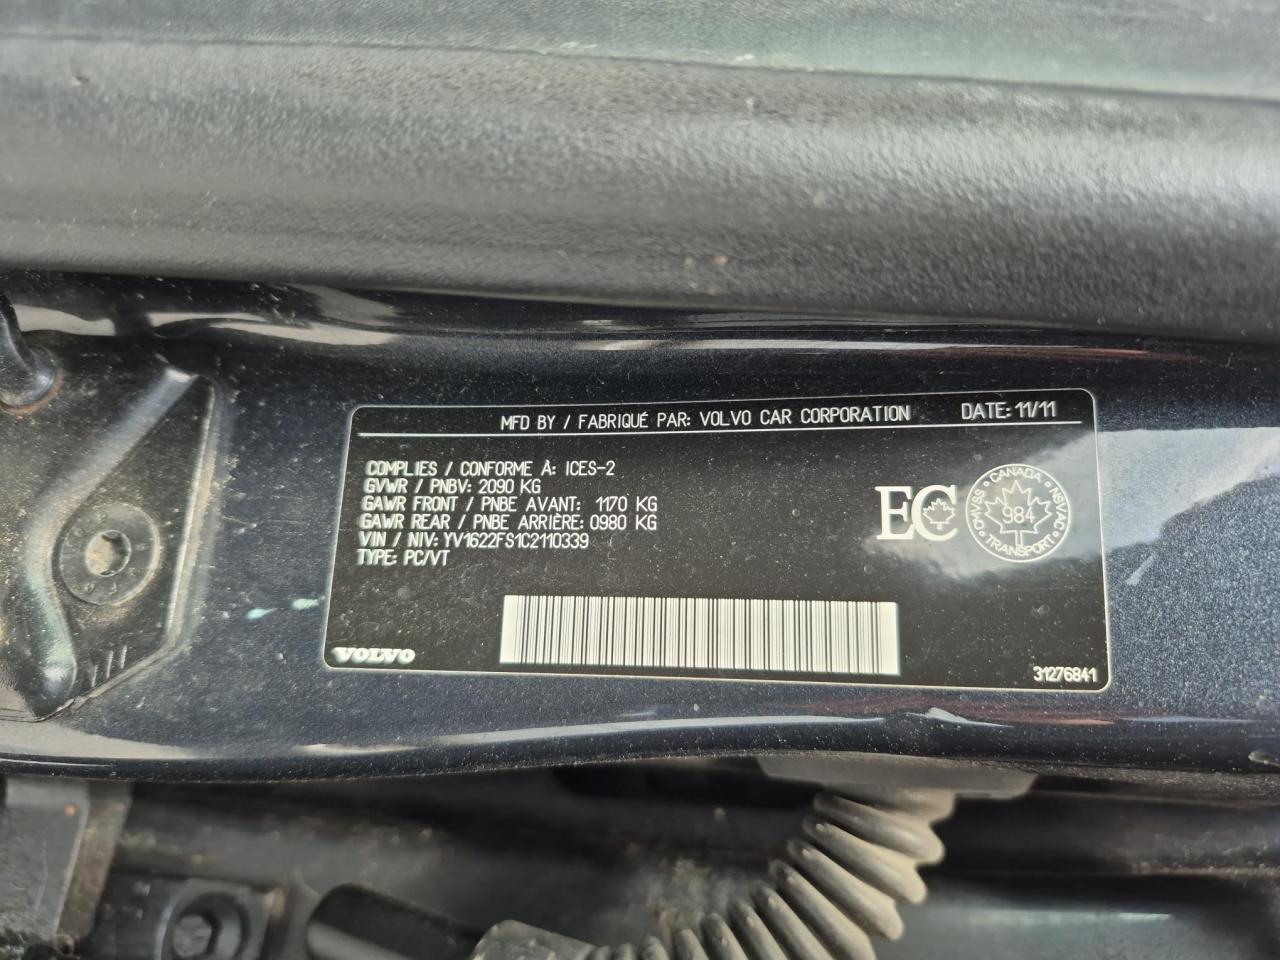 MFD BY / FABRIQUÉ PAR: VOLVO CAR CORPORATION DATE: 11/11
COMPLIES / CONFORME À: ICES-2
GVWR / PNBV: 2090 KG
GAWR FRONT / PNBE AVANT: 1170 KG
GAWR REAR / PNBE ARRIÈRE: 0980 KG
VIN / NIV: YV1622FS1C2110339
TYPE: PC/VT
EC
CANADA
CMVSS
NSVAC
984
TRANSPORT
VOLVO
31276841